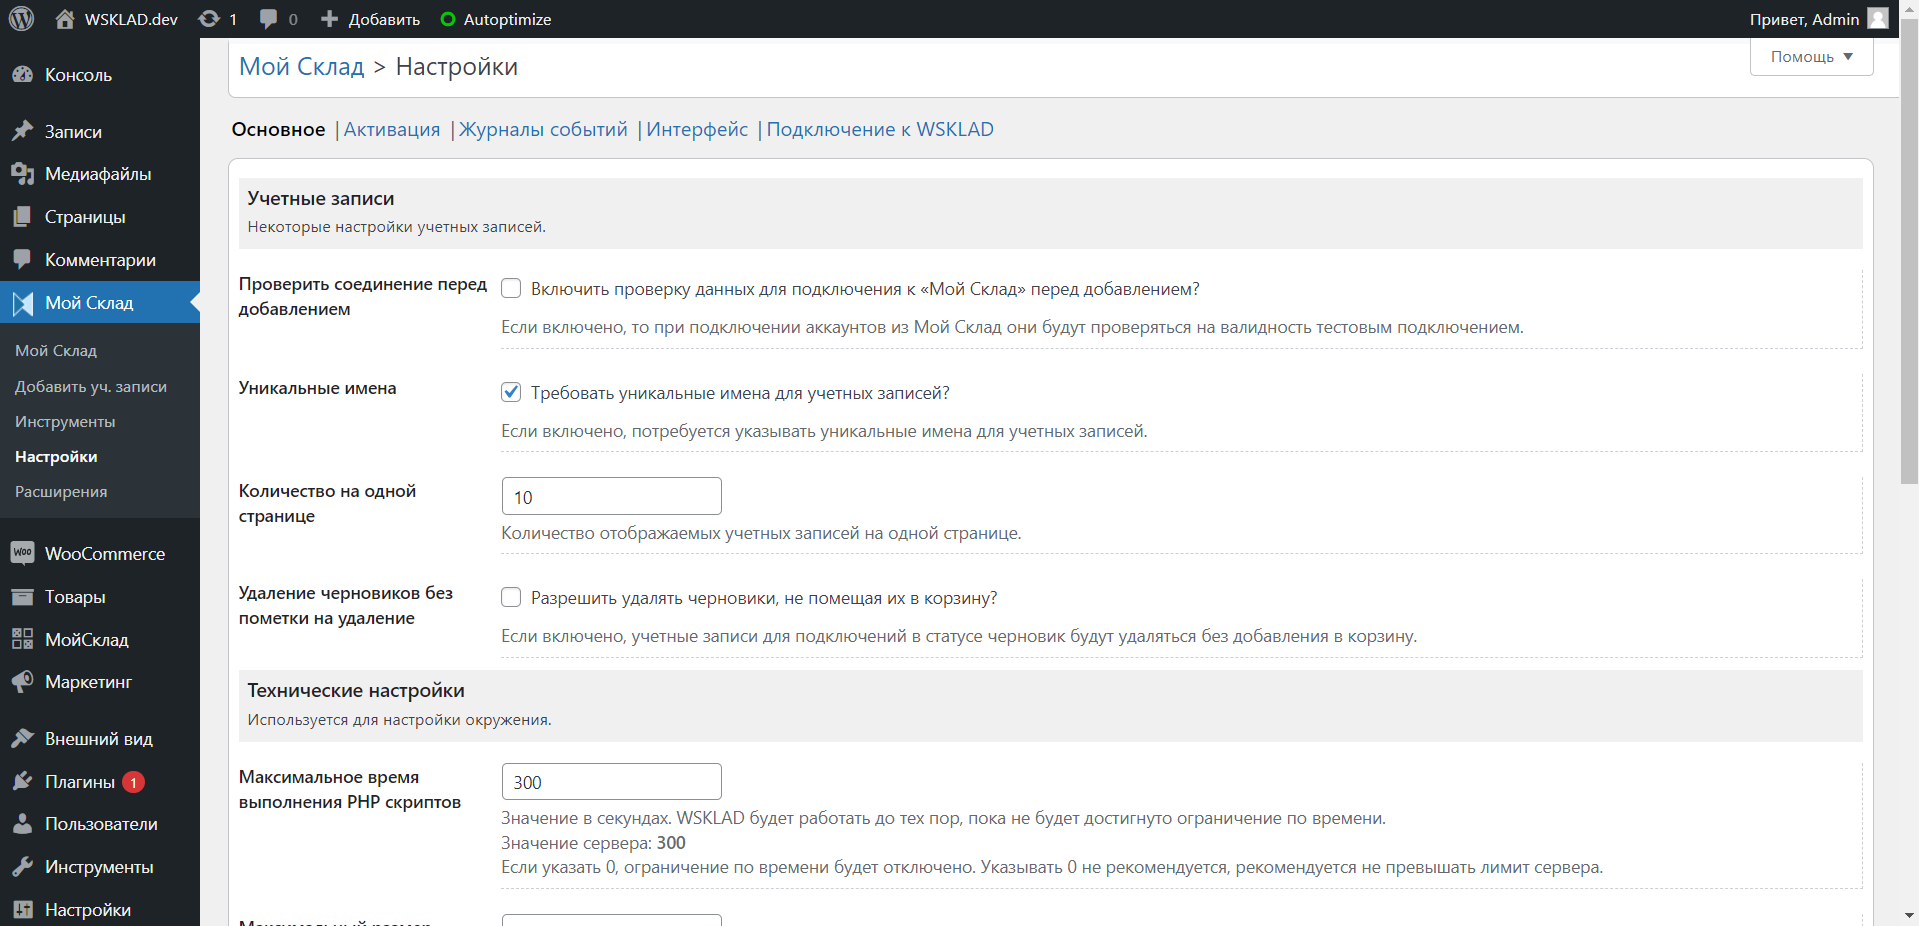 WSKLAD.dev 1 0 Добавить Autoptimize Привет, Admin
Консоль
Записи
Медиафайлы
Страницы
Комментарии
Мой Склад
Мой Склад
Добавить уч. записи
Инструменты
Настройки
Расширения
WooCommerce
Товары
МойСклад
Маркетинг
Внешний вид
Плагины 1
Пользователи
Инструменты
Настройки
Помощь
Мой Склад > Настройки
Основное | Активация | Журналы событий | Интерфейс | Подключение к WSKLAD
Учетные записи
Некоторые настройки учетных записей.
Проверить соединение перед
добавлением
Включить проверку данных для подключения к «Мой Склад» перед добавлением?
Если включено, то при подключении аккаунтов из Мой Склад они будут проверяться на валидность тестовым подключением.
Уникальные имена
Требовать уникальные имена для учетных записей?
Если включено, потребуется указывать уникальные имена для учетных записей.
Количество на одной
странице
10
Количество отображаемых учетных записей на одной странице.
Удаление черновиков без
пометки на удаление
Разрешить удалять черновики, не помещая их в корзину?
Если включено, учетные записи для подключений в статусе черновик будут удаляться без добавления в корзину.
Технические настройки
Используется для настройки окружения.
Максимальное время
выполнения PHP скриптов
300
Значение в секундах. WSKLAD будет работать до тех пор, пока не будет достигнуто ограничение по времени.
Значение сервера: 300
Если указать 0, ограничение по времени будет отключено. Указывать 0 не рекомендуется, рекомендуется не превышать лимит сервера.
Максимальный размер